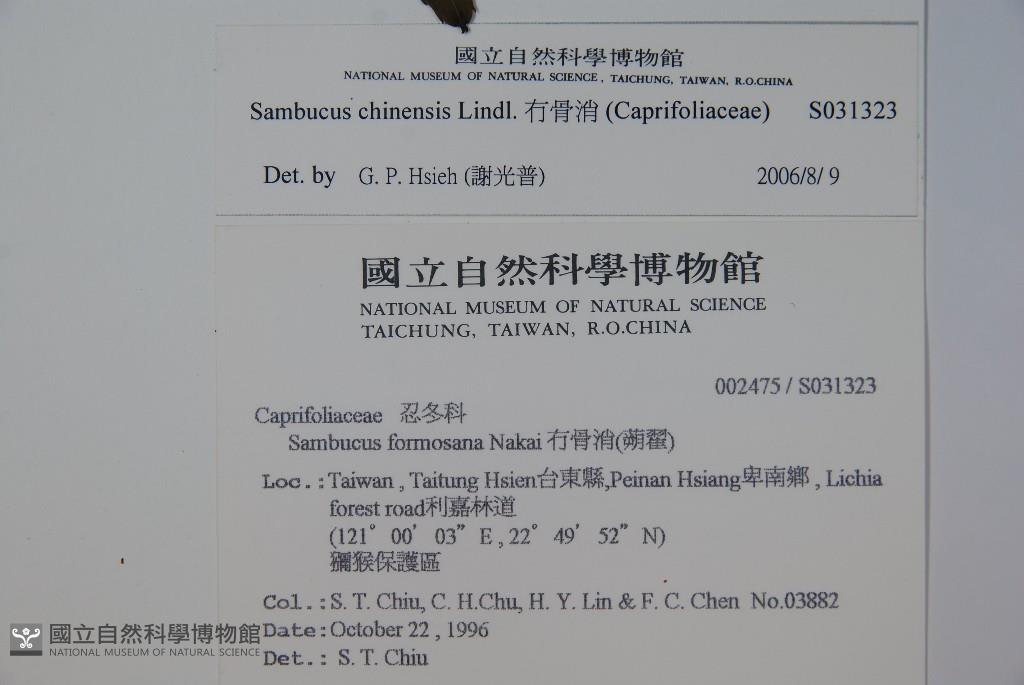 國立自然科學博物館
NATIONAL MUSEUM OF NATURAL SCIENCE, TAICHUNG, TAIWAN, R.O.CHINA
Sambucus chinensis Lindl. 冇骨消 (Caprifoliaceae) S031323
Det. by G. P. Hsieh (謝光普) 2006/8/ 9
國立自然科學博物館
NATIONAL MUSEUM OF NATURAL SCIENCE
TAICHUNG, TAIWAN, R.O.CHINA
002475 / S031323
Caprifoliaceae 忍冬科
Sambucus formosana Nakai 冇骨消(蒴翟)
Loc.:Taiwan , Taitung Hsien台東縣,Peinan Hsiang卑南鄉 , Lichia
forest road利嘉林道
(121° 00' 03" E , 22° 49' 52" N)
獼猴保護區
Col.:S. T. Chiu, C. H.Chu, H. Y. Lin & F. C. Chen No.03882
Date:October 22 , 1996
Det.: S. T. Chiu
國立自然科學博物館
NATIONAL MUSEUM OF NATURAL SCIENCE